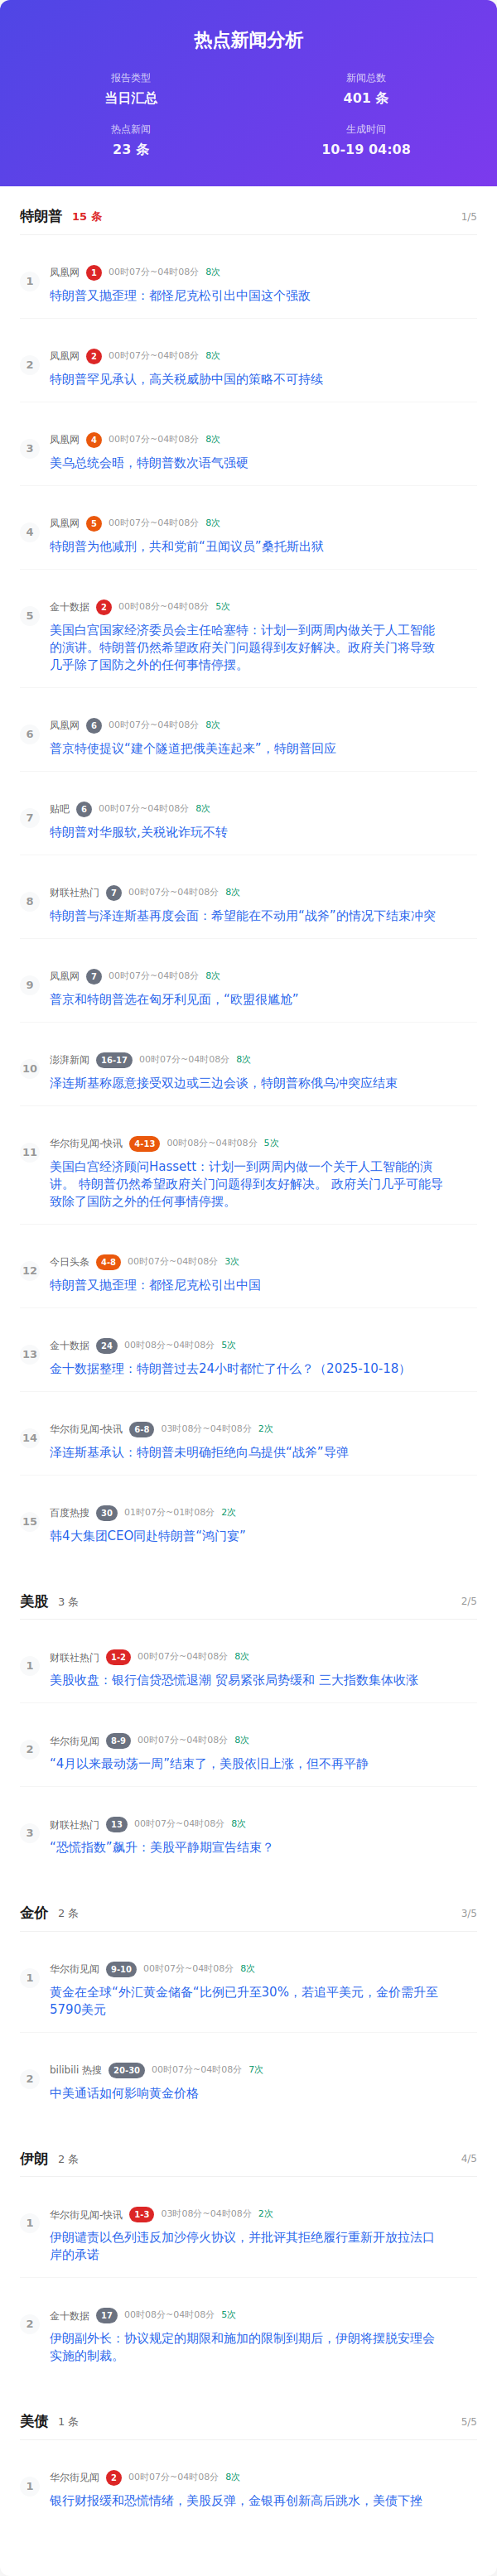 热点新闻分析
报告类型
新闻总数
当日汇总
401 条
热点新闻
生成时间
23 条
10-19 04:08
特朗普 15 条 1/5
1
凤凰网 1 00时07分~04时08分 8次
特朗普又抛歪理：都怪尼克松引出中国这个强敌
2
凤凰网 2 00时07分~04时08分 8次
特朗普罕见承认，高关税威胁中国的策略不可持续
3
凤凰网 4 00时07分~04时08分 8次
美乌总统会晤，特朗普数次语气强硬
4
凤凰网 5 00时07分~04时08分 8次
特朗普为他减刑，共和党前“丑闻议员”桑托斯出狱
5
金十数据 2 00时08分~04时08分 5次
美国白宫国家经济委员会主任哈塞特：计划一到两周内做关于人工智能
的演讲。特朗普仍然希望政府关门问题得到友好解决。政府关门将导致
几乎除了国防之外的任何事情停摆。
6
凤凰网 6 00时07分~04时08分 8次
普京特使提议“建个隧道把俄美连起来”，特朗普回应
7
贴吧 6 00时07分~04时08分 8次
特朗普对华服软,关税讹诈玩不转
8
财联社热门 7 00时07分~04时08分 8次
特朗普与泽连斯基再度会面：希望能在不动用“战斧”的情况下结束冲突
9
凤凰网 7 00时07分~04时08分 8次
普京和特朗普选在匈牙利见面，“欧盟很尴尬”
10
澎湃新闻 16-17 00时07分~04时08分 8次
泽连斯基称愿意接受双边或三边会谈，特朗普称俄乌冲突应结束
11
华尔街见闻-快讯 4-13 00时08分~04时08分 5次
美国白宫经济顾问Hassett：计划一到两周内做一个关于人工智能的演
讲。 特朗普仍然希望政府关门问题得到友好解决。 政府关门几乎可能导
致除了国防之外的任何事情停摆。
12
今日头条 4-8 00时07分~04时08分 3次
特朗普又抛歪理：都怪尼克松引出中国
13
金十数据 24 00时08分~04时08分 5次
金十数据整理：特朗普过去24小时都忙了什么？（2025-10-18）
14
华尔街见闻-快讯 6-8 03时08分~04时08分 2次
泽连斯基承认：特朗普未明确拒绝向乌提供“战斧”导弹
15
百度热搜 30 01时07分~01时08分 2次
韩4大集团CEO同赴特朗普“鸿门宴”
美股 3 条 2/5
1
财联社热门 1-2 00时07分~04时08分 8次
美股收盘：银行信贷恐慌退潮 贸易紧张局势缓和 三大指数集体收涨
2
华尔街见闻 8-9 00时07分~04时08分 8次
“4月以来最动荡一周”结束了，美股依旧上涨，但不再平静
3
财联社热门 13 00时07分~04时08分 8次
“恐慌指数”飙升：美股平静期宣告结束？
金价 2 条 3/5
1
华尔街见闻 9-10 00时07分~04时08分 8次
黄金在全球“外汇黄金储备“比例已升至30%，若追平美元，金价需升至
5790美元
2
bilibili 热搜 20-30 00时07分~04时08分 7次
中美通话如何影响黄金价格
伊朗 2 条 4/5
1
华尔街见闻-快讯 1-3 03时08分~04时08分 2次
伊朗谴责以色列违反加沙停火协议，并批评其拒绝履行重新开放拉法口
岸的承诺
2
金十数据 17 00时08分~04时08分 5次
伊朗副外长：协议规定的期限和施加的限制到期后，伊朗将摆脱安理会
实施的制裁。
美债 1 条 5/5
1
华尔街见闻 2 00时07分~04时08分 8次
银行财报缓和恐慌情绪，美股反弹，金银再创新高后跳水，美债下挫